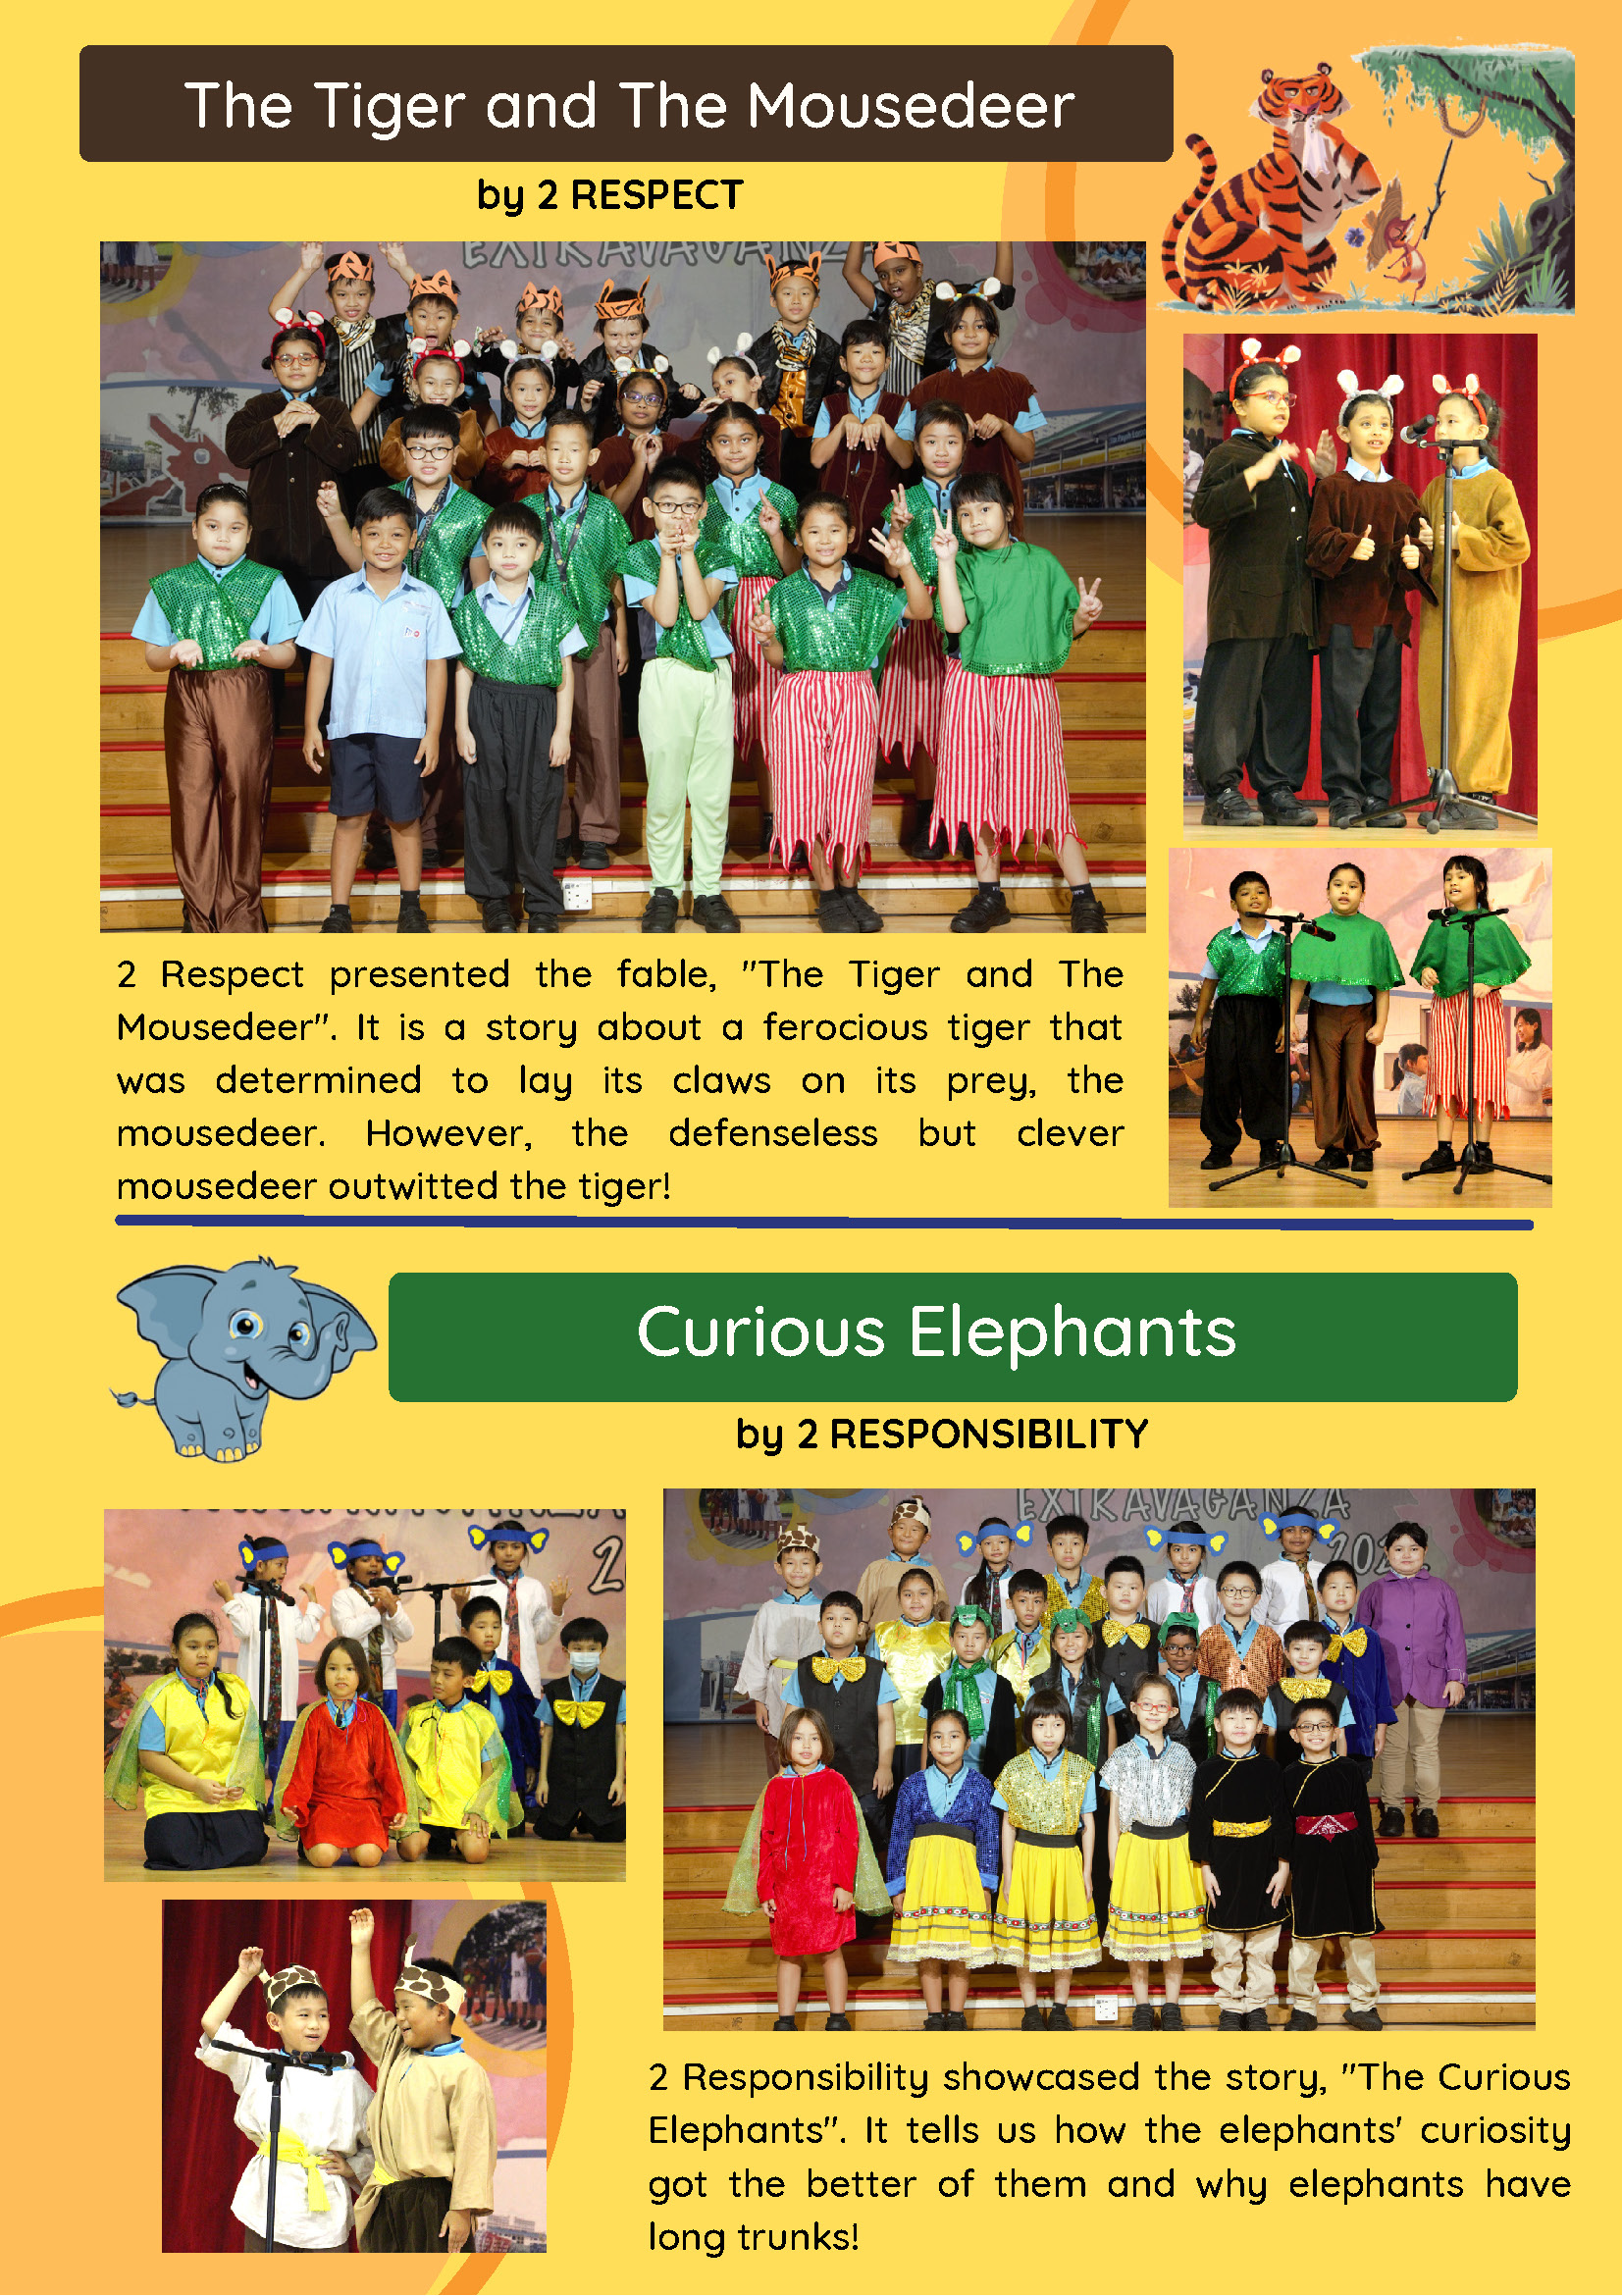 The Tiger and The Mousedeer
by 2 RESPECT
EXTRAVAGANZA
2 Respect presented the fable, "The Tiger and The
Mousedeer". It is a story about a ferocious tiger that
was determined to lay its claws on its prey, the
mousedeer. However, the defenseless but clever
mousedeer outwitted the tiger!
Curious Elephants
by 2 RESPONSIBILITY
EXTRAVAGANZA
2 Responsibility showcased the story, "The Curious
Elephants". It tells us how the elephants' curiosity
got the better of them and why elephants have
long trunks!